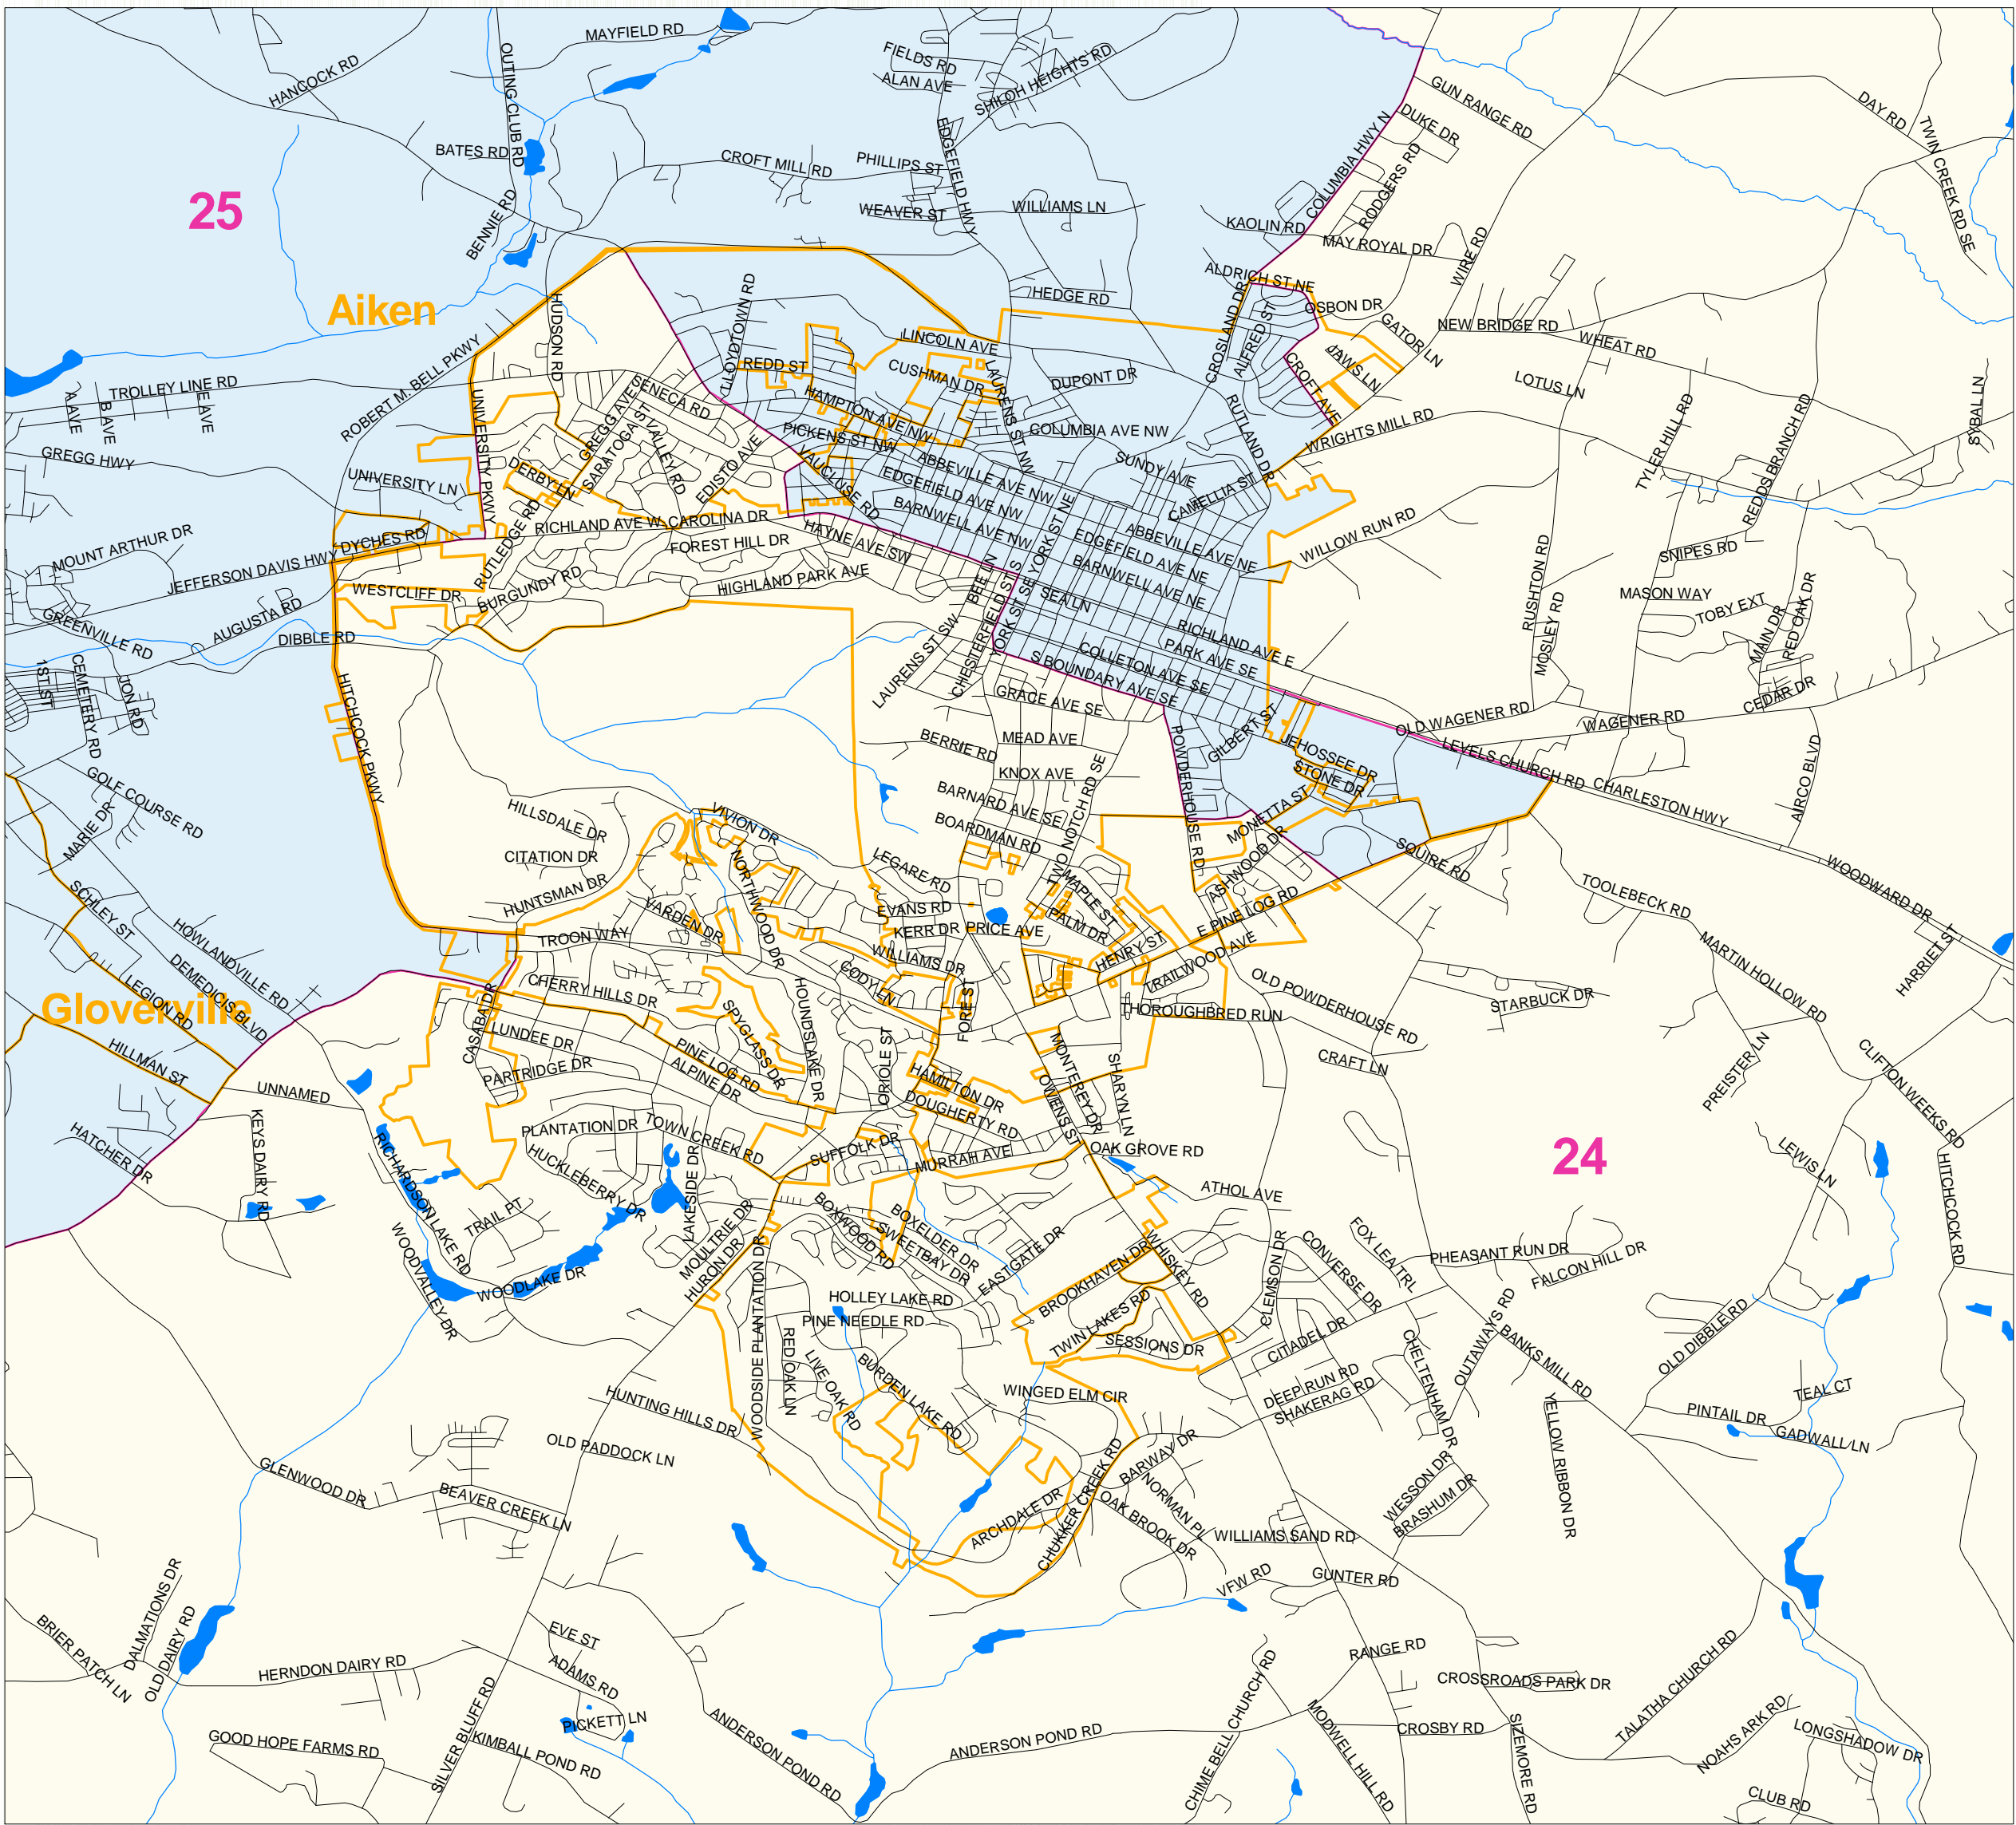 MAYFIELD RD
HANCOCK RD
OUTING CLUB RD
FIELDS RD
ALAN AVE
SHILOH HEIGHTS RD
GUN RANGE RD
DUKE DR
DAY RD
TWIN CREEK RD SE
BATES RD
CROFT MILL RD
PHILLIPS ST
EDGEFIELD HWY
COLUMBIA HWY N
RODGERS RD
25
BENNIE RD
WEAVER ST
WILLIAMS LN
KAOLIN RD
MAY ROYAL DR
WIRE RD
Aiken
HUDSON RD
LLOYDTOWN RD
HEDGE RD
ALDRICH ST NE
OSBON DR
GATOR LN
NEW BRIDGE RD
WHEAT RD
ROBERT M. BELL PKWY
LINCOLN AVE
CROSLAND DR
ALFRED ST
JAWS LN
CROFT AVE
LOTUS LN
TROLLEY LINE RD
A AVE
B AVE
E AVE
UNIVERSITY PKWY
SENECA RD
REDD ST
CUSHMAN DR
LAURENS ST NW
DUPONT DR
RUTLAND DR
WRIGHTS MILL RD
TYLER HILL RD
REDDS BRANCH RD
SYBAL LN
GREGG AVE
SARATOGA ST
VALLEY RD
HAMPTON AVE NW
PICKENS ST NW
COLUMBIA AVE NW
GREGG HWY
UNIVERSITY LN
DERBY LN
EDISTO AVE
VAUCLUSE RD
ABBEVILLE AVE NW
EDGEFIELD AVE NW
BARNWELL AVE NW
SUNDY AVE
CAMELLIA ST
WILLOW RUN RD
MOUNT ARTHUR DR
JEFFERSON DAVIS HWY
DYCHES RD
RUTLEDGE RD
RICHLAND AVE W
CAROLINA DR
FOREST HILL DR
HAYNE AVE SW
YORK ST NE
ABBEVILLE AVE NE
EDGEFIELD AVE NE
BARNWELL AVE NE
SNIPES RD
MASON WAY
TOBY EXT
RUSHTON RD
MOSLEY RD
MAIN DR
RED OAK DR
GREENVILLE RD
AUGUSTA RD
WESTCLIFF DR
BURGUNDY RD
HIGHLAND PARK AVE
BEE LN
CHESTERFIELD ST S
YORK ST SE
SEA LN
RICHLAND AVE E
PARK AVE SE
COLLETON AVE SE
S BOUNDARY AVE SE
DIBBLE RD
1ST ST
CEMETERY RD
JON RD
HITCHCOCK PKWY
LAURENS ST SW
GRACE AVE SE
BERRIE RD
MEAD AVE
KNOX AVE
POWDERHOUSE RD
GILBERT ST
JEHOSSEE DR
STONE DR
MONETTA ST
OLD WAGENER RD
WAGENER RD
CEDAR DR
LEVELS CHURCH RD
CHARLESTON HWY
AIRCO BLVD
GOLF COURSE RD
MARIE DR
HILLSDALE DR
CITATION DR
HUNTSMAN DR
VIVION DR
NORTHWOOD DR
LEGARE RD
BARNARD AVE SE
BOARDMAN RD
TWO NOTCH RD SE
MAPLE ST
PALM DR
ASHWOOD DR
SQUIRE RD
TOOLEBECK RD
WOODWARD DR
SCHLEY ST
HOWLANDVILLE RD
DEMEDICIS BLVD
LEGION RD
Gloverville
HILLMAN ST
TROON WAY
VARDEN DR
EVANS RD
KERR DR
PRICE AVE
WILLIAMS DR
CODY LN
HENRY ST
E PINE LOG RD
TRAILWOOD AVE
OLD POWDERHOUSE RD
THOROUGHBRED RUN
STARBUCK DR
MARTIN HOLLOW RD
HARRIET ST
CHERRY HILLS DR
CASABA DR
LUNDEE DR
PARTRIDGE DR
SPYGLASS DR
HOUNDSLAKE DR
PINE LOG RD
ALPINE DR
ORIOLE ST
FOREST ST
HAMILTON DR
DOUGHERTY RD
MONTEREY DR
OWENS ST
SHARYN LN
CRAFT LN
PREISTER LN
CLIFTON WEEKS RD
UNNAMED
KEYS DAIRY RD
HATCHER DR
RICHARDSON LAKE RD
PLANTATION DR
TOWN CREEK RD
HUCKLEBERRY DR
LAKESIDE DR
SUFFOLK DR
MURRAH AVE
OAK GROVE RD
ATHOL AVE
24
LEWIS LN
HITCHCOCK RD
TRAIL PT
WOODVALLEY DR
WOODLAKE DR
MOULTRIE DR
HURON DR
BOXWOOD RD
BOXELDER DR
SWEETBAY DR
EASTGATE DR
BROOKHAVEN DR
WHISKEY RD
CLEMSON DR
CONVERSE DR
FOX LEA TRL
PHEASANT RUN DR
FALCON HILL DR
HOLLEY LAKE RD
PINE NEEDLE RD
WOODSIDE PLANTATION DR
RED OAK LN
LIVE OAK RD
BURDEN LAKE RD
TWIN LAKES RD
SESSIONS DR
CITADEL DR
CHELTENHAM DR
OUTAWAYS RD
BANKS MILL RD
OLD DIBBLE RD
HUNTING HILLS DR
WINGED ELM CIR
DEEP RUN RD
SHAKERAG RD
YELLOW RIBBON DR
TEAL CT
PINTAIL DR
GADWALL LN
OLD PADDOCK LN
GLENWOOD DR
BEAVER CREEK LN
ARCHDALE DR
CHUKKER CREEK RD
BARWAY DR
NORMAN PL
OAK BROOK DR
WESSON DR
BRASHUM DR
WILLIAMS SAND RD
VFW RD
GUNTER RD
BRIER PATCH LN
DALMATIONS DR
OLD DAIRY RD
HERNDON DAIRY RD
EVE ST
ADAMS RD
PICKETT LN
SILVER BLUFF RD
KIMBALL POND RD
GOOD HOPE FARMS RD
ANDERSON POND RD
ANDERSON POND RD
CHIME BELL CHURCH RD
RANGE RD
MODWELL HILL RD
CROSSROADS PARK DR
CROSBY RD
SIZEMORE RD
TALATHA CHURCH RD
NOAHS ARK RD
LONGSHADOW DR
CLUB RD